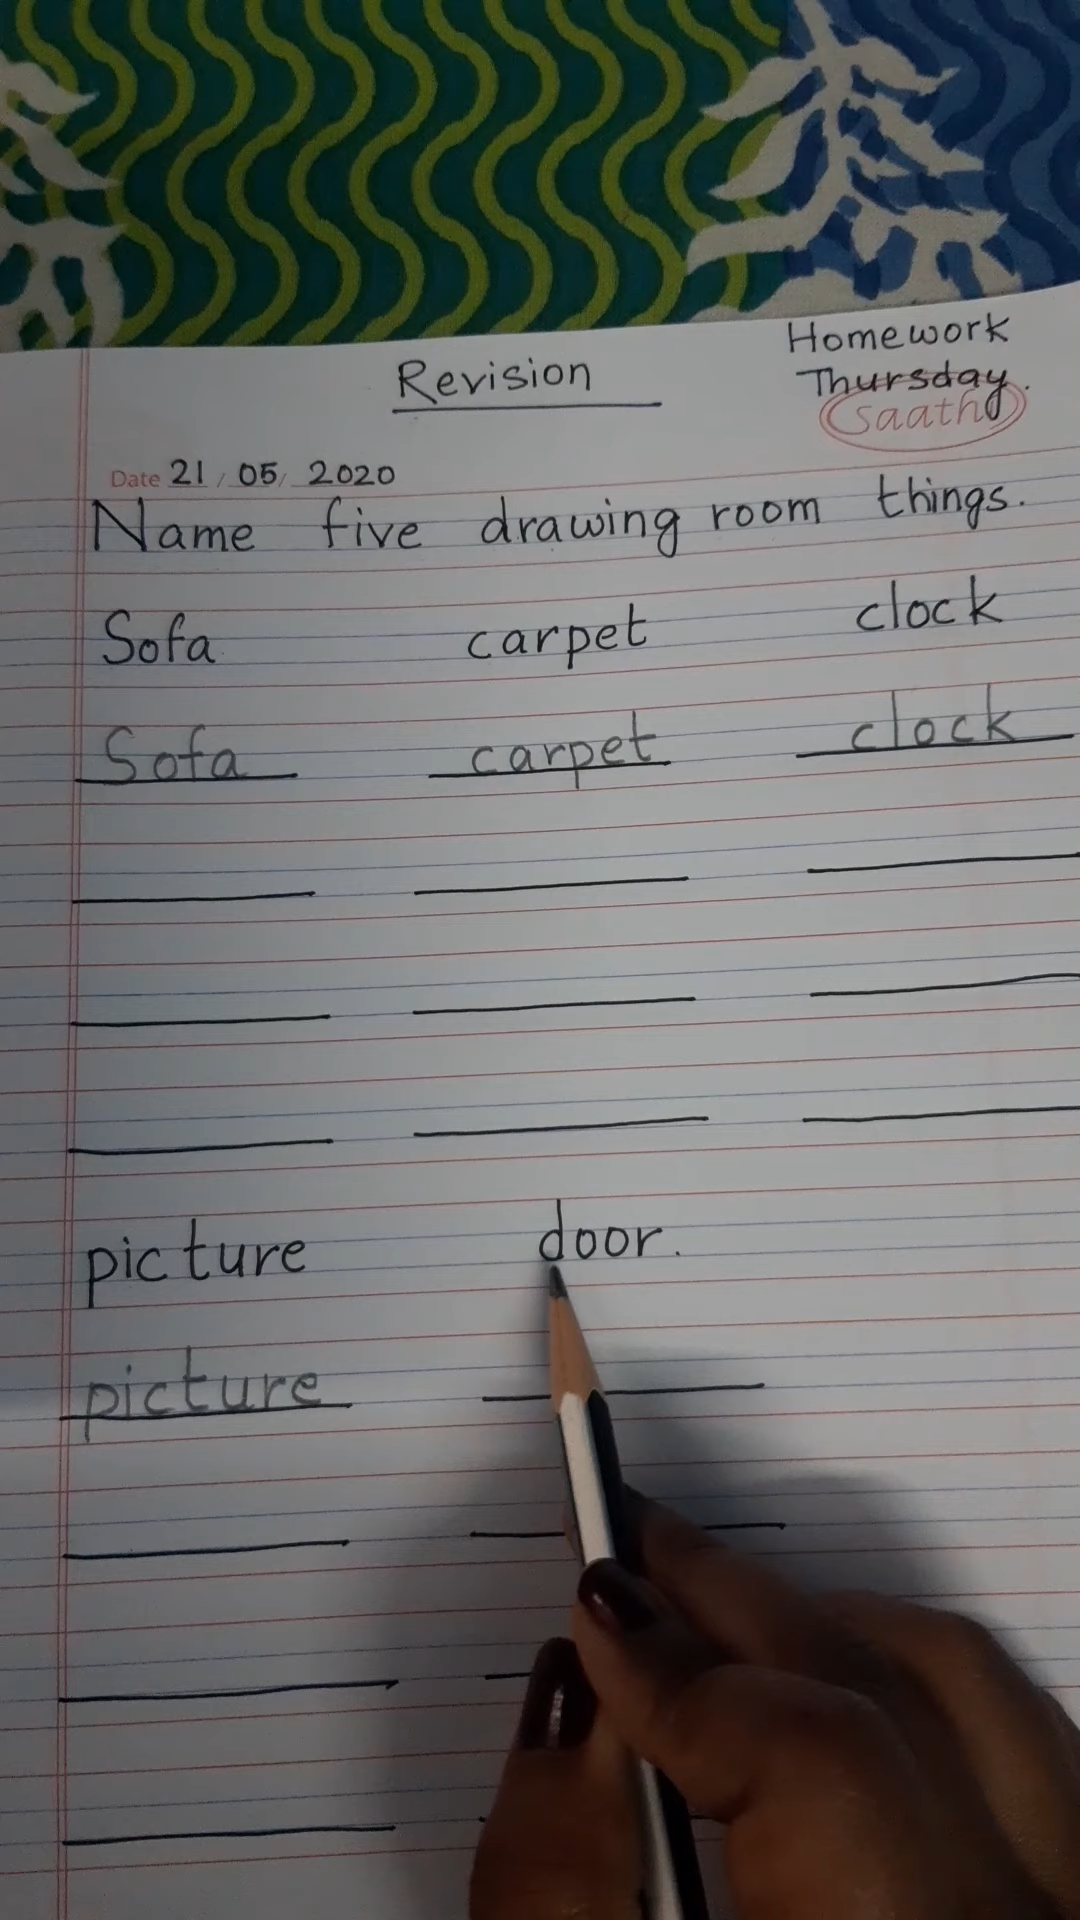 Homework
Revision
Thursday.
Saathi
Date 21/05/2020
Name five drawing room things.
Sofa carpet clock
Sofa carpet clock
picture door.
picture